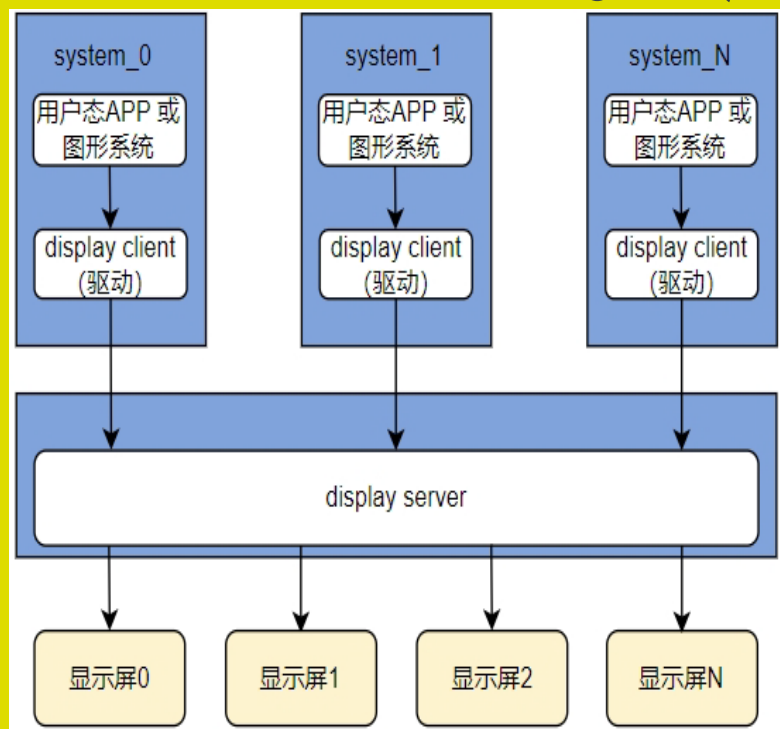 system_0
用户态APP 或
图形系统
display client
(驱动)
system_1
用户态APP 或
图形系统
display client
(驱动)
system_N
用户态APP 或
图形系统
display client
(驱动)
display server
显示屏0
显示屏1
显示屏2
显示屏N